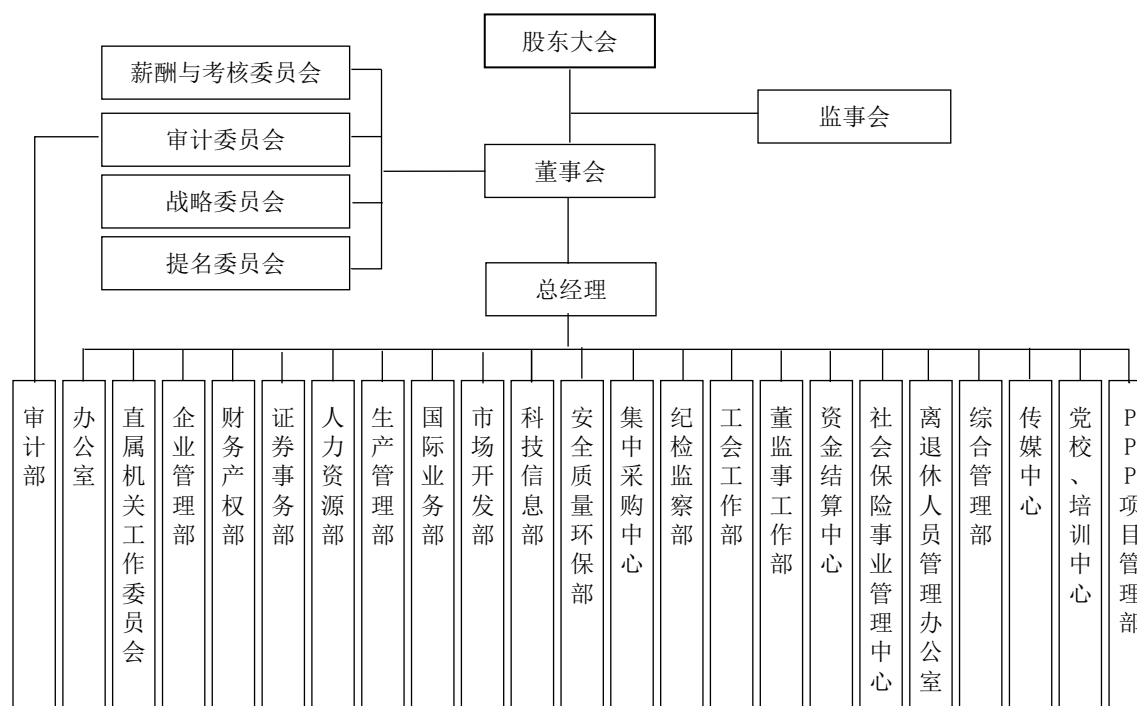 股东大会
薪酬与考核委员会
监事会
审计委员会
董事会
战略委员会
提名委员会
总经理
审计部
办公室
直属机关工作委员会
企业管理部
财务产权部
证券事务部
人力资源部
生产管理部
国际业务部
市场开发部
科技信息部
安全质量环保部
集中采购中心
纪检监察部
工会工作部
董监事工作部
资金结算中心
社会保险事业管理中心
离退休人员管理办公室
综合管理部
传媒中心
党校、培训中心
PPP项目管理部